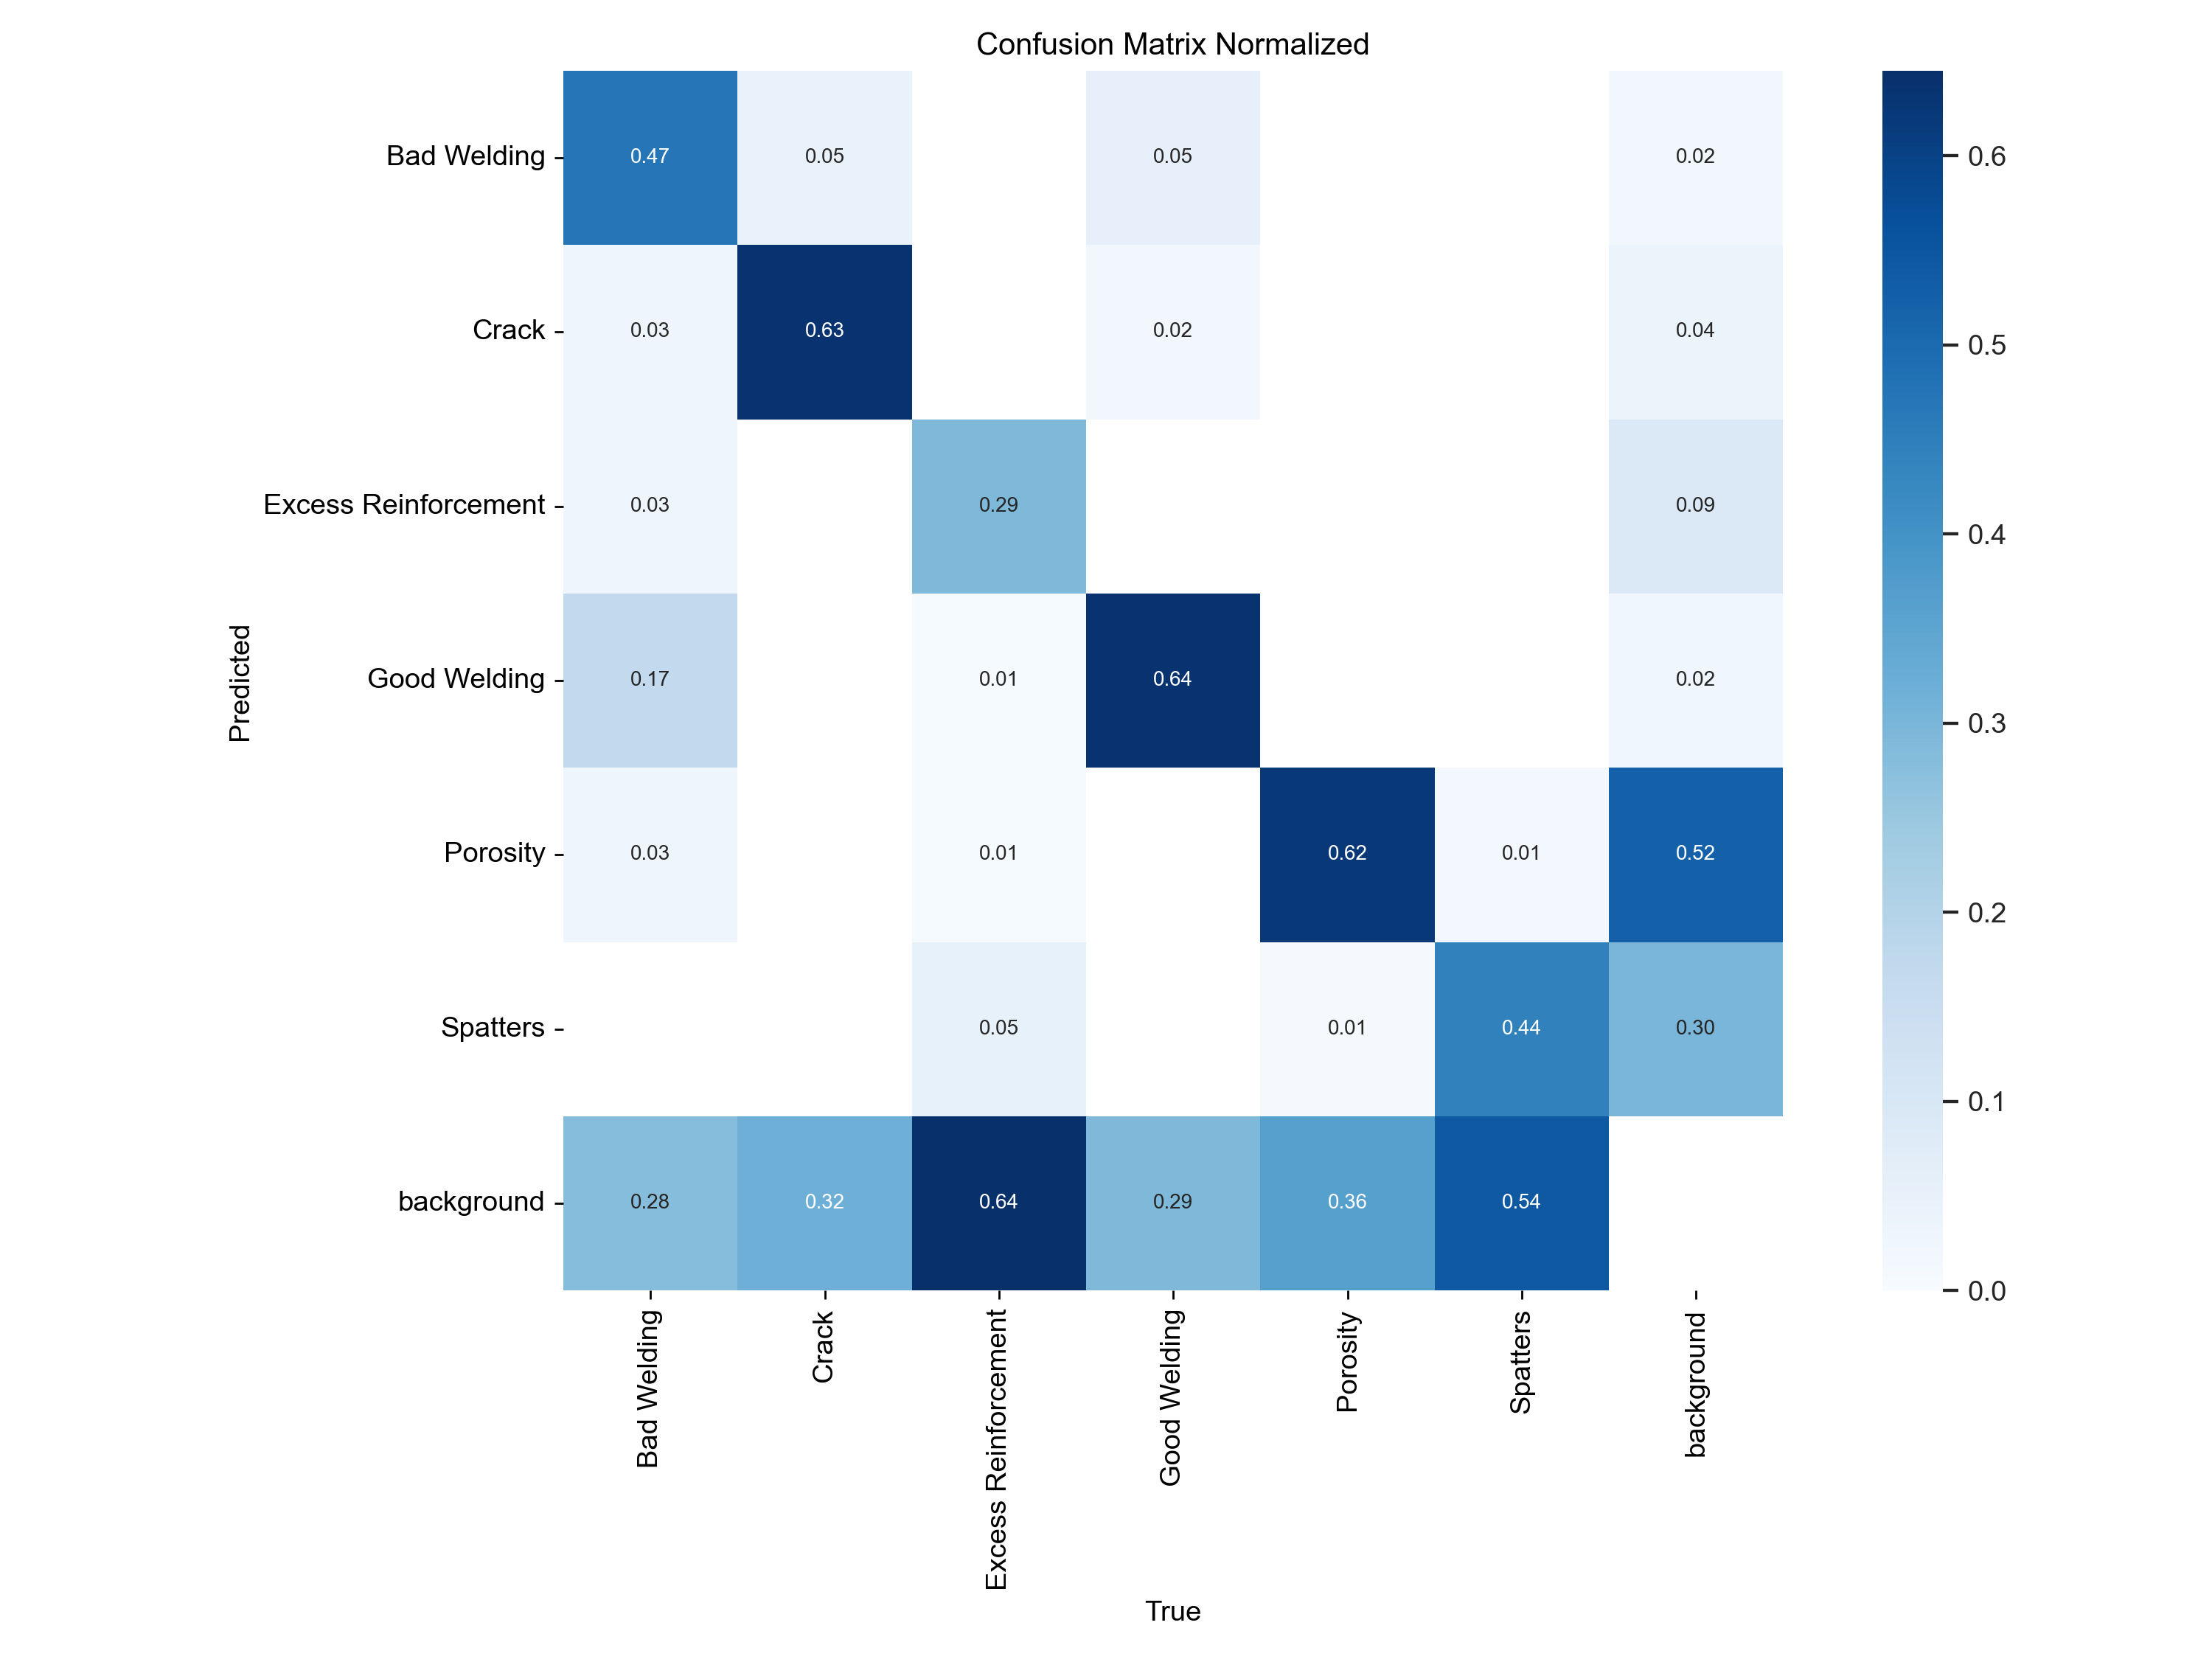 Confusion Matrix Normalized
Predicted
Bad Welding 0.47 0.05 0.05 0.02
Crack 0.03 0.63 0.02 0.04
Excess Reinforcement 0.03 0.29 0.09
Good Welding 0.17 0.01 0.64 0.02
Porosity 0.03 0.01 0.62 0.01 0.52
Spatters 0.05 0.01 0.44 0.30
background 0.28 0.32 0.64 0.29 0.36 0.54
Bad Welding
Crack
Excess Reinforcement
Good Welding
Porosity
Spatters
background
True
0.6
0.5
0.4
0.3
0.2
0.1
0.0